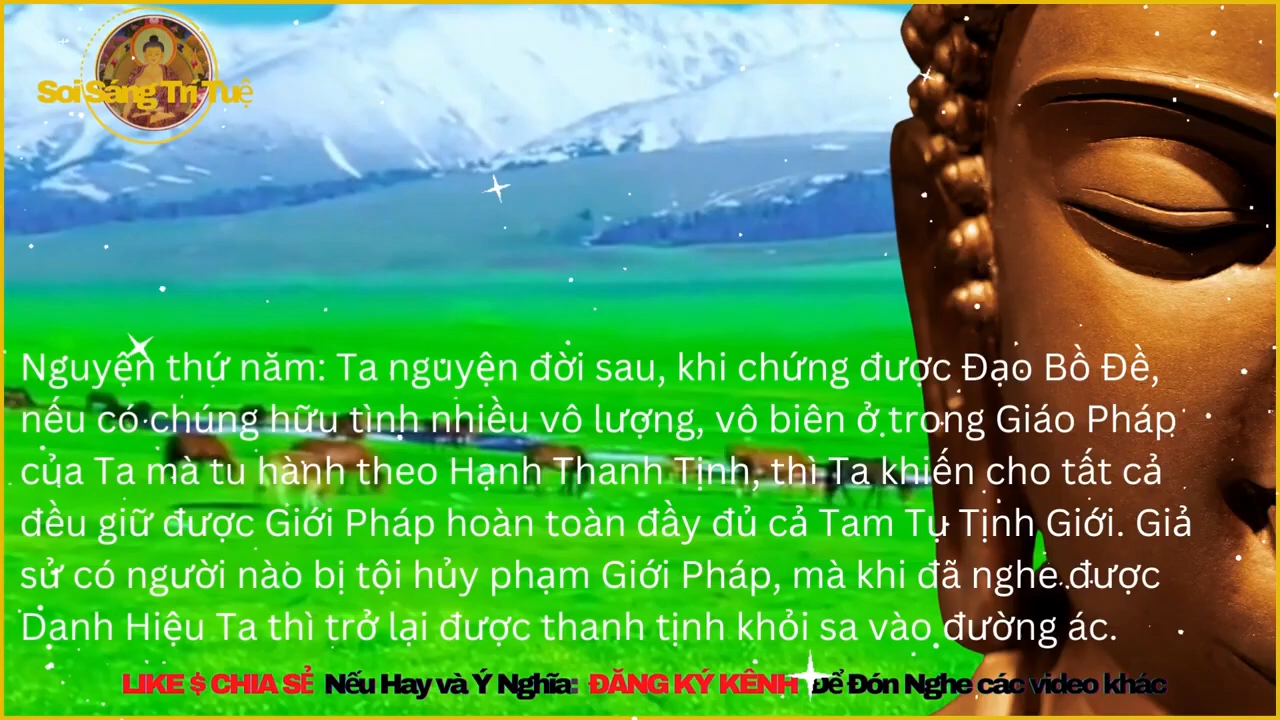 Soi Sáng Trí Tuệ
Nguyện thứ năm: Ta nguyện đời sau, khi chứng được Đạo Bồ Đề,
nếu có chúng hữu tình nhiều vô lượng, vô biên ở trong Giáo Pháp
của Ta mà tu hành theo Hạnh Thanh Tịnh, thì Ta khiến cho tất cả
đều giữ được Giới Pháp hoàn toàn đầy đủ cả Tam Tụ Tịnh Giới. Giả
sử có người nào bị tội hủy phạm Giới Pháp, mà khi đã nghe được
Danh Hiệu Ta thì trở lại được thanh tịnh khỏi sa vào đường ác.
LIKE $ CHIA SẺ Nếu Hay và Ý Nghĩa: ĐĂNG KÝ KÊNH Để Đón Nghe các video khác